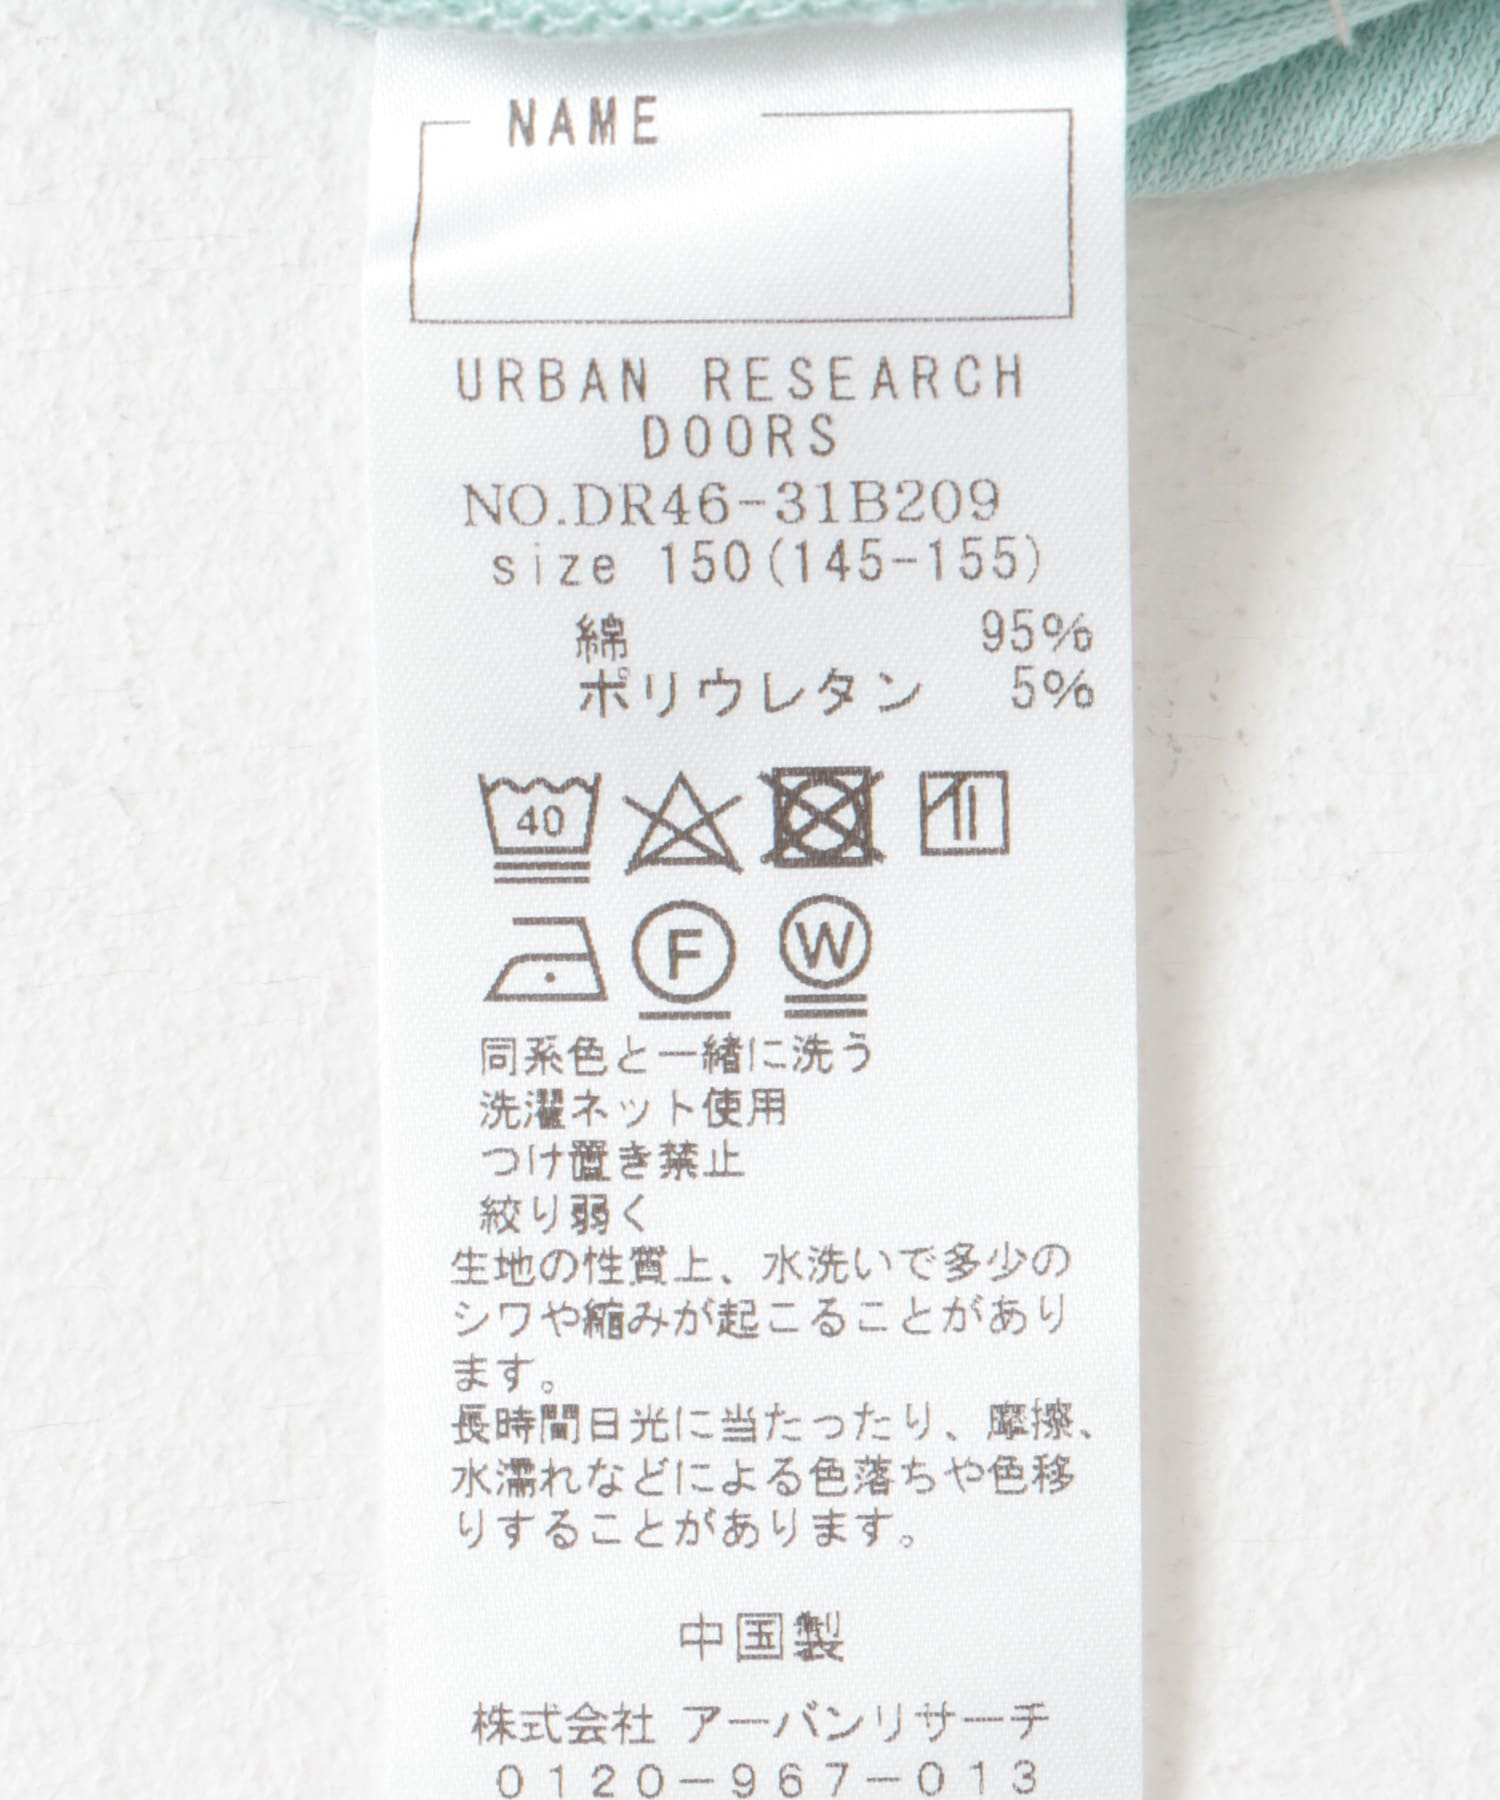 NAME
URBAN RESEARCH
DOORS
NO.DR46-31B209
size 150(145-155)
綿 95%
ポリウレタン 5%
40
F W
同系色と一緒に洗う
洗濯ネット使用
つけ置き禁止
絞り弱く
生地の性質上、水洗いで多少の
シワや縮みが起こることがあり
ます。
長時間日光に当たったり、摩擦、
水濡れなどによる色落ちや色移
りすることがあります。
中国製
株式会社 アーバンリサーチ
0120-967-013